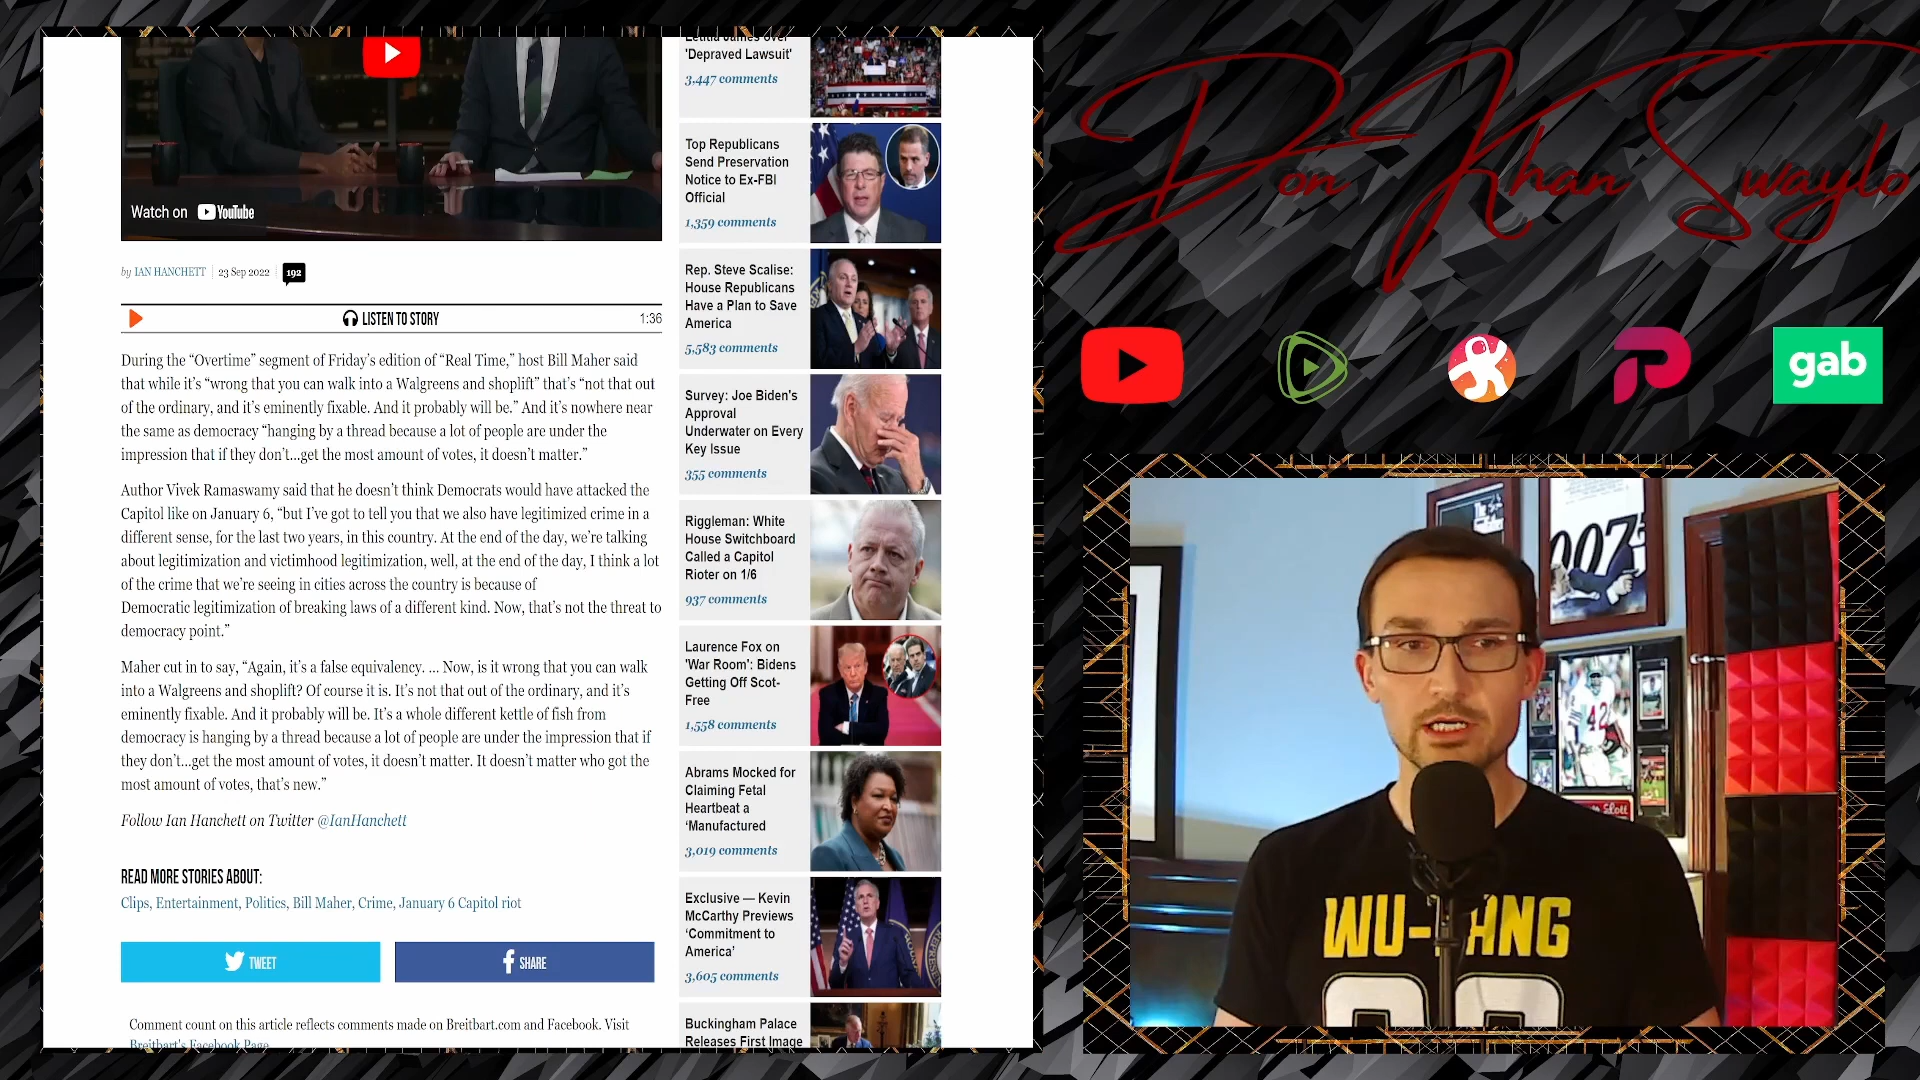 Watch on YouTube
by IAN HANCHETT | 23 Sep 2022 | 192
LISTEN TO STORY
1:36
During the “Overtime” segment of Friday’s edition of “Real Time,” host Bill Maher said
that while it’s “wrong that you can walk into a Walgreens and shoplift” that’s “not that out
of the ordinary, and it’s eminently fixable. And it probably will be.” And it’s nowhere near
the same as democracy “hanging by a thread because a lot of people are under the
impression that if they don’t…get the most amount of votes, it doesn’t matter.”
Author Vivek Ramaswamy said that he doesn’t think Democrats would have attacked the
Capitol like on January 6, “but I’ve got to tell you that we also have legitimized crime in a
different sense, for the last two years, in this country. At the end of the day, we’re talking
about legitimization and victimhood legitimization, well, at the end of the day, I think a lot
of the crime that we’re seeing in cities across the country is because of
Democratic legitimization of breaking laws of a different kind. Now, that’s not the threat to
democracy point.”
Maher cut in to say, “Again, it’s a false equivalency. … Now, is it wrong that you can walk
into a Walgreens and shoplift? Of course it is. It’s not that out of the ordinary, and it’s
eminently fixable. And it probably will be. It’s a whole different kettle of fish from
democracy is hanging by a thread because a lot of people are under the impression that if
they don’t…get the most amount of votes, it doesn’t matter. It doesn’t matter who got the
most amount of votes, that’s new.”
Follow Ian Hanchett on Twitter @IanHanchett
READ MORE STORIES ABOUT:
Clips, Entertainment, Politics, Bill Maher, Crime, January 6 Capitol riot
TWEET
SHARE
Comment count on this article reflects comments made on Breitbart.com and Facebook. Visit
Breitbart's Facebook Page
Letitia James over
'Depraved Lawsuit'
3,447 comments
Top Republicans
Send Preservation
Notice to Ex-FBI
Official
1,359 comments
Rep. Steve Scalise:
House Republicans
Have a Plan to Save
America
5,583 comments
Survey: Joe Biden's
Approval
Underwater on Every
Key Issue
355 comments
Riggleman: White
House Switchboard
Called a Capitol
Rioter on 1/6
937 comments
Laurence Fox on
'War Room': Bidens
Getting Off Scot-
Free
1,558 comments
Abrams Mocked for
Claiming Fetal
Heartbeat a
‘Manufactured
3,019 comments
Exclusive — Kevin
McCarthy Previews
‘Commitment to
America’
3,605 comments
Buckingham Palace
Releases First Image
Don Khan Swaylo
gab
007
42
WU-TANG